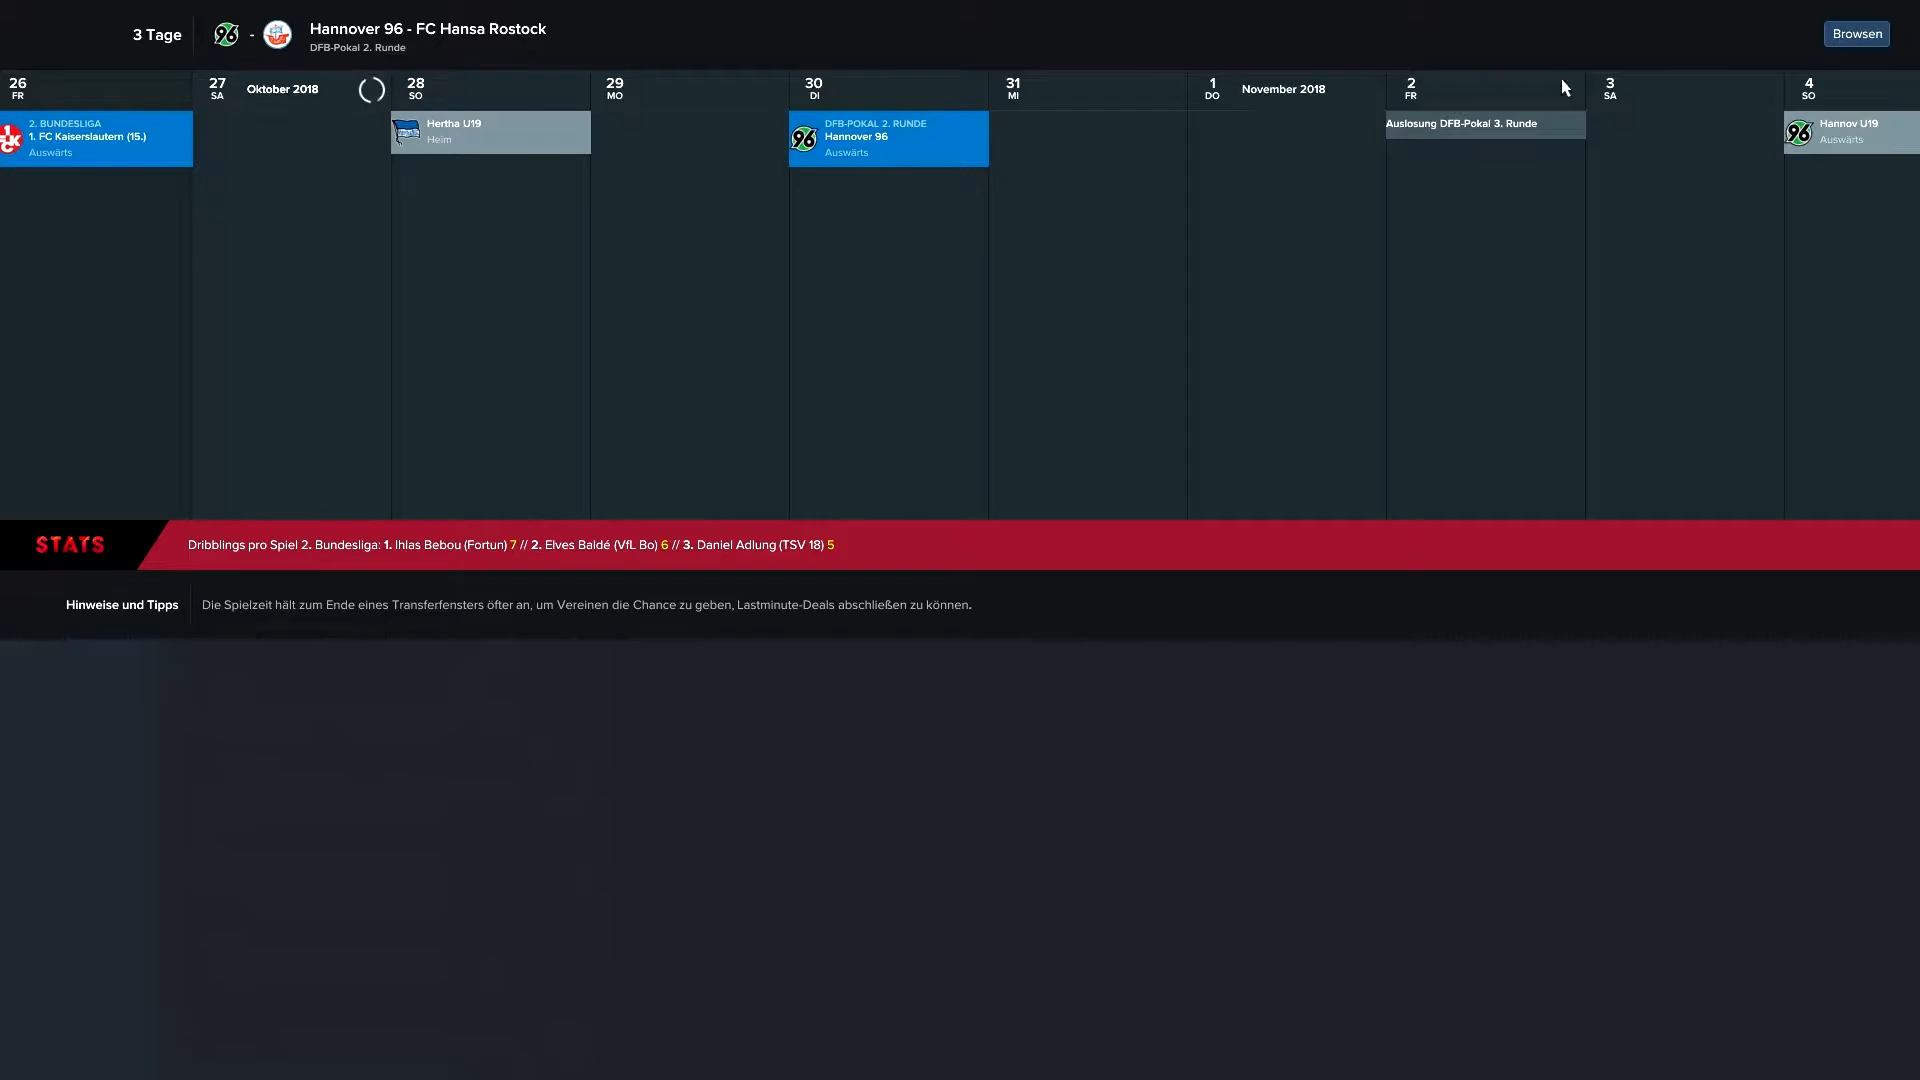 3 Tage
96 - Hannover 96 - FC Hansa Rostock
DFB-Pokal 2. Runde
Browsen
26
FR
27
SA
Oktober 2018
28
SO
29
MO
30
DI
31
MI
1
DO
November 2018
2
FR
3
SA
4
SO
2. BUNDESLIGA
1. FC Kaiserslautern (15.)
Auswärts
Hertha U19
Heim
DFB-POKAL 2. RUNDE
96 Hannover 96
Auswärts
Auslosung DFB-Pokal 3. Runde
96 Hannov U19
Auswärts
STATS
Dribblings pro Spiel 2. Bundesliga: 1. Ihlas Bebou (Fortun) 7 // 2. Elves Baldé (VfL Bo) 6 // 3. Daniel Adlung (TSV 18) 5
Hinweise und Tipps
Die Spielzeit hält zum Ende eines Transferfensters öfter an, um Vereinen die Chance zu geben, Lastminute-Deals abschließen zu können.